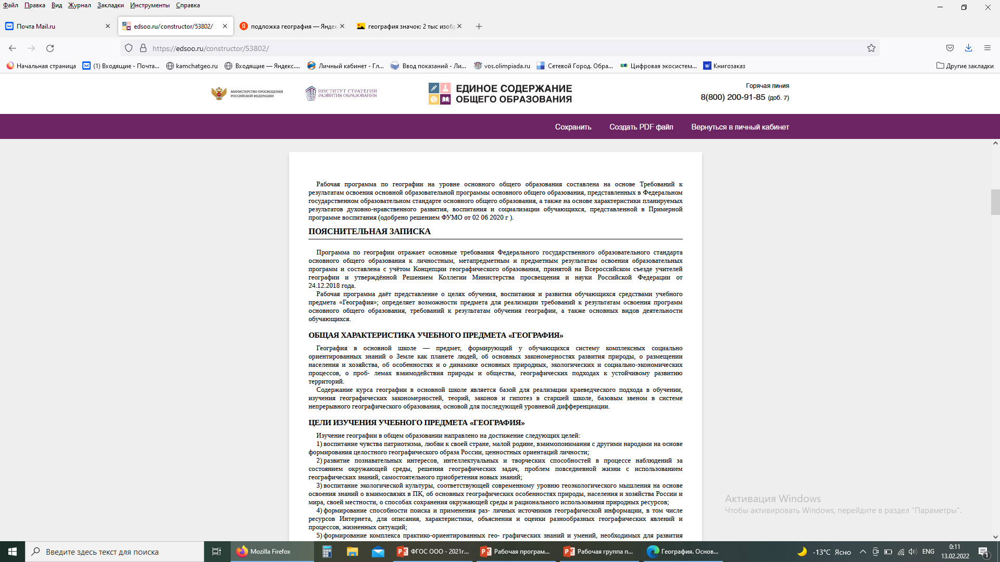 Файл Правка Вид Журнал Закладки Инструменты Справка
Почта Mail.ru
edsoo.ru/constructor/53802/
подложка география — Яндек
география значок: 2 тыс изобр
https://edsoo.ru/constructor/53802/
Начальная страница
(1) Входящие - Почта...
kamchatgeo.ru
Входящие — Яндекс....
Личный кабинет - Гл...
Ввод показаний - Ли...
vos.olimpiada.ru
Сетевой Город. Обра...
Цифровая экосистем...
Книгозаказ
Другие закладки
МИНИСТЕРСТВО ПРОСВЕЩЕНИЯ
РОССИЙСКОЙ ФЕДЕРАЦИИ
ИНСТИТУТ СТРАТЕГИИ
РАЗВИТИЯ ОБРАЗОВАНИЯ
ЕДИНОЕ СОДЕРЖАНИЕ
ОБЩЕГО ОБРАЗОВАНИЯ
Горячая линия
8(800) 200-91-85 (доб. 7)
Сохранить
Создать PDF файл
Вернуться в личный кабинет
Рабочая программа по географии на уровне основного общего образования составлена на основе Требований к
результатам освоения основной образовательной программы основного общего образования, представленных в Федеральном
государственном образовательном стандарте основного общего образования, а также на основе характеристики планируемых
результатов духовно-нравственного развития, воспитания и социализации обучающихся, представленной в Примерной
программе воспитания (одобрено решением ФУМО от 02 06 2020 г ).
ПОЯСНИТЕЛЬНАЯ ЗАПИСКА
Программа по географии отражает основные требования Федерального государственного образовательного стандарта
основного общего образования к личностным, метапредметным и предметным результатам освоения образовательных
программ и составлена с учётом Концепции географического образования, принятой на Всероссийском съезде учителей
географии и утверждённой Решением Коллегии Министерства просвещения и науки Российской Федерации от
24.12.2018 года.
Рабочая программа даёт представление о целях обучения, воспитания и развития обучающихся средствами учебного
предмета «География»; определяет возможности предмета для реализации требований к результатам освоения программ
основного общего образования, требований к результатам обучения географии, а также основных видов деятельности
обучающихся.
ОБЩАЯ ХАРАКТЕРИСТИКА УЧЕБНОГО ПРЕДМЕТА «ГЕОГРАФИЯ»
География в основной школе — предмет, формирующий у обучающихся систему комплексных социально
ориентированных знаний о Земле как планете людей, об основных закономерностях развития природы, о размещении
населения и хозяйства, об особенностях и о динамике основных природных, экологических и социально-экономических
процессов, о проб- лемах взаимодействия природы и общества, географических подходах к устойчивому развитию
территорий.
Содержание курса географии в основной школе является базой для реализации краеведческого подхода в обучении,
изучения географических закономерностей, теорий, законов и гипотез в старшей школе, базовым звеном в системе
непрерывного географического образования, основой для последующей уровневой дифференциации.
ЦЕЛИ ИЗУЧЕНИЯ УЧЕБНОГО ПРЕДМЕТА «ГЕОГРАФИЯ»
Изучение географии в общем образовании направлено на достижение следующих целей:
1) воспитание чувства патриотизма, любви к своей стране, малой родине, взаимопонимания с другими народами на основе
формирования целостного географического образа России, ценностных ориентаций личности;
2) развитие познавательных интересов, интеллектуальных и творческих способностей в процессе наблюдений за
состоянием окружающей среды, решения географических задач, проблем повседневной жизни с использованием
географических знаний, самостоятельного приобретения новых знаний;
3) воспитание экологической культуры, соответствующей современному уровню геоэкологического мышления на основе
освоения знаний о взаимосвязях в ПК, об основных географических особенностях природы, населения и хозяйства России и
мира, своей местности, о способах сохранения окружающей среды и рационального использования природных ресурсов;
4) формирование способности поиска и применения раз- личных источников географической информации, в том числе
ресурсов Интернета, для описания, характеристики, объяснения и оценки разнообразных географических явлений и
процессов, жизненных ситуаций;
5) формирование комплекса практико-ориентированных гео- графических знаний и умений, необходимых для развития
Активация Windows
Чтобы активировать Windows, перейдите в раздел "Параметры".
Введите здесь текст для поиска
Mozilla Firefox
ФГОС ООО - 2021г...
Рабочая програм...
Рабочая группа п...
География. Основ...
-13°C Ясно
ENG
0:11
13.02.2022
1